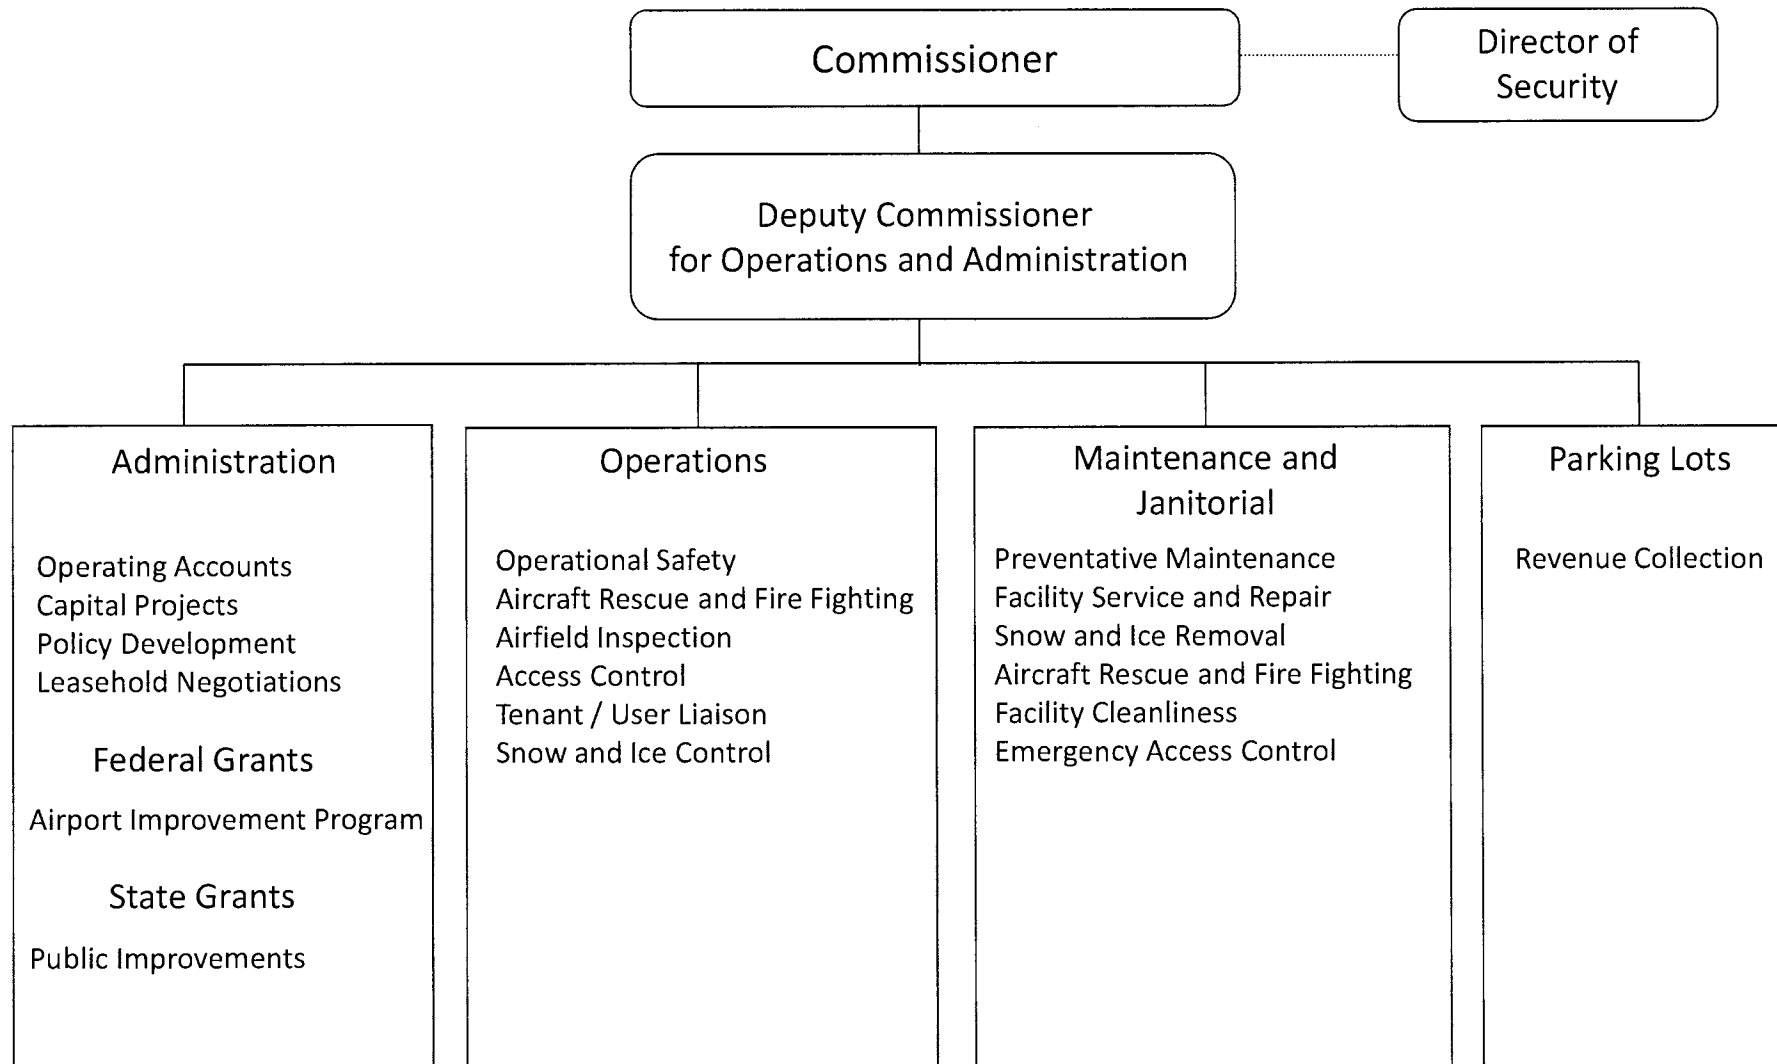 Commissioner
Director of
Security
Deputy Commissioner
for Operations and Administration
Administration
Operating Accounts
Capital Projects
Policy Development
Leasehold Negotiations
Federal Grants
Airport Improvement Program
State Grants
Public Improvements
Operations
Operational Safety
Aircraft Rescue and Fire Fighting
Airfield Inspection
Access Control
Tenant / User Liaison
Snow and Ice Control
Maintenance and
Janitorial
Preventative Maintenance
Facility Service and Repair
Snow and Ice Removal
Aircraft Rescue and Fire Fighting
Facility Cleanliness
Emergency Access Control
Parking Lots
Revenue Collection